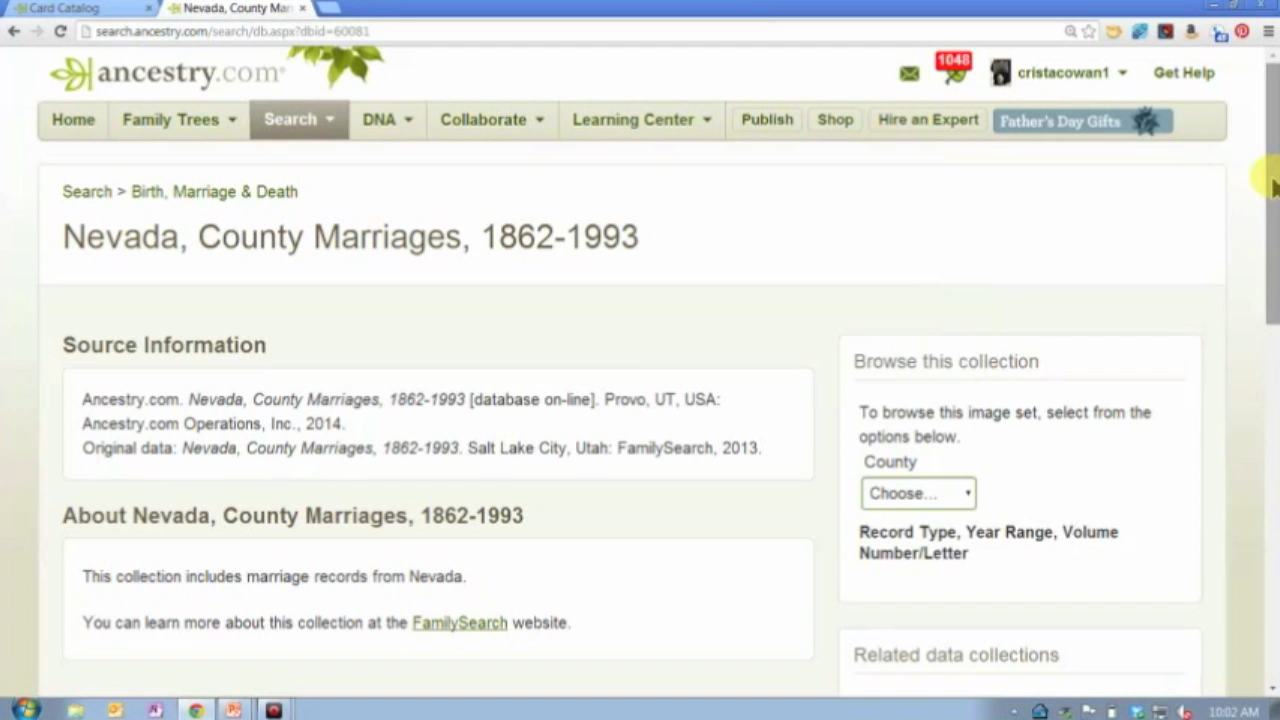 Card Catalog
Nevada, County Mar
search.ancestry.com/search/db.aspx?dbid=60081
ancestry.com
1048
cristacowan1
Get Help
Home
Family Trees
Search
DNA
Collaborate
Learning Center
Publish
Shop
Hire an Expert
Father's Day Gifts
Search > Birth, Marriage & Death
Nevada, County Marriages, 1862-1993
Source Information
Ancestry.com. Nevada, County Marriages, 1862-1993 [database on-line]. Provo, UT, USA:
Ancestry.com Operations, Inc., 2014.
Original data: Nevada, County Marriages, 1862-1993. Salt Lake City, Utah: FamilySearch, 2013.
About Nevada, County Marriages, 1862-1993
This collection includes marriage records from Nevada.
You can learn more about this collection at the FamilySearch website.
Browse this collection
To browse this image set, select from the
options below.
County
Choose...
Record Type, Year Range, Volume
Number/Letter
Related data collections
10:02 AM